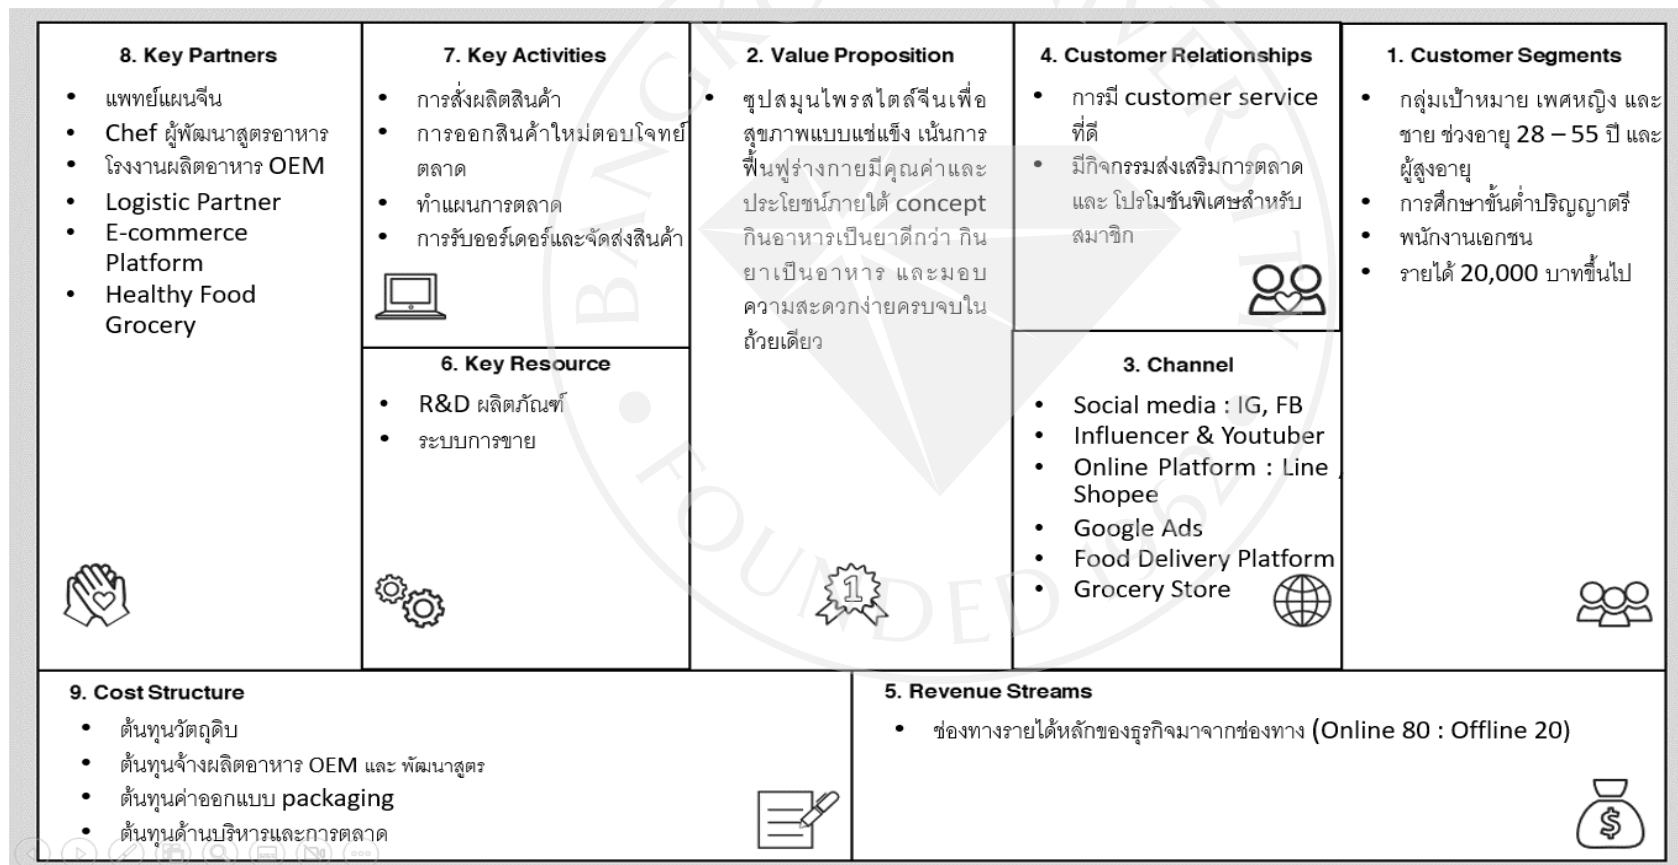 8. Key Partners
• แพทย์แผนจีน
• Chef ผู้พัฒนาสูตรอาหาร
• โรงงานผลิตอาหาร OEM
• Logistic Partner
• E-commerce
Platform
• Healthy Food
Grocery
7. Key Activities
• การสั่งผลิตสินค้า
• การออกสินค้าใหม่ตอบโจทย์
ตลาด
• ทำแผนการตลาด
• การรับออร์เดอร์และจัดส่งสินค้า
6. Key Resource
• R&D ผลิตภัณฑ์
• ระบบการขาย
2. Value Proposition
• ซุปสมุนไพรสไตล์จีนเพื่อ
สุขภาพแบบแช่แข็ง เน้นการ
ฟื้นฟูร่างกายมีคุณค่าและ
ประโยชน์ภายใต้ concept
กินอาหารเป็นยาดีกว่า กิน
ยาเป็นอาหาร และมอบ
ความสะดวกง่ายครบจบใน
ถ้วยเดียว
1
4. Customer Relationships
• การมี customer service
ที่ดี
• มีกิจกรรมส่งเสริมการตลาด
และ โปรโมชันพิเศษสำหรับ
สมาชิก
3. Channel
• Social media : IG, FB
• Influencer & Youtuber
• Online Platform : Line ,
Shopee
• Google Ads
• Food Delivery Platform
• Grocery Store
1. Customer Segments
• กลุ่มเป้าหมาย เพศหญิง และ
ชาย ช่วงอายุ 28 – 55 ปี และ
ผู้สูงอายุ
• การศึกษาขั้นต่ำปริญญาตรี
• พนักงานเอกชน
• รายได้ 20,000 บาทขึ้นไป
9. Cost Structure
• ต้นทุนวัตถุดิบ
• ต้นทุนจ้างผลิตอาหาร OEM และ พัฒนาสูตร
• ต้นทุนค่าออกแบบ packaging
• ต้นทุนด้านบริหารและการตลาด
5. Revenue Streams
• ช่องทางรายได้หลักของธุรกิจมาจากช่องทาง (Online 80 : Offline 20)
$
FOUNDED 1962